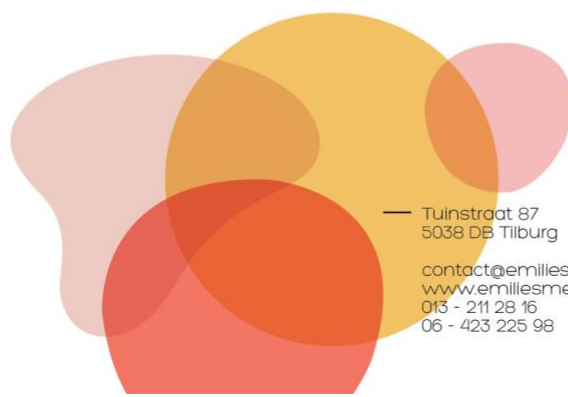 Tuinstraat 87
5038 DB Tilburg
contact@emilies
www.emiliesme
013 - 211 28 16
06 - 423 225 98